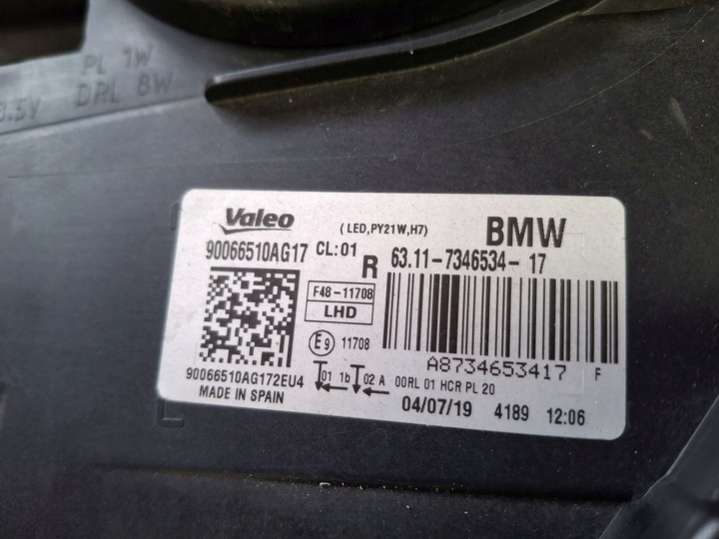 PL 1W
DRL 8W
Valeo
(LED,PY21W,H7)
BMW
90066510AG17 CL:01
R 63.11-7346534- 17
F48-11708
LHD
E9 11708
A8734653417 F
90066510AG172EU4
01 1b 02 A 00RL 01 HCR PL 20
MADE IN SPAIN
04/07/19 4189 12:06